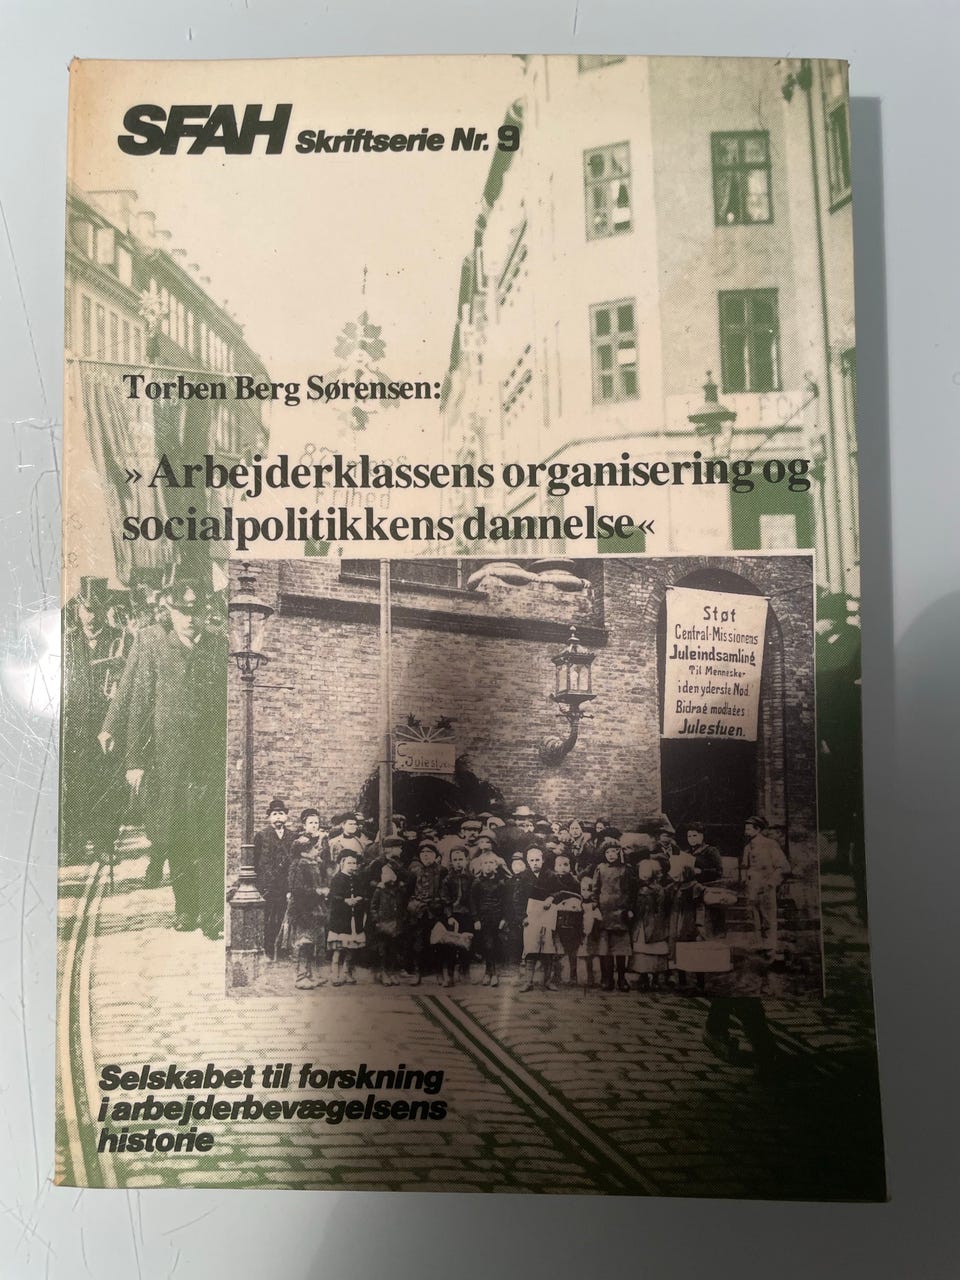 SFAH Skriftserie Nr. 9
Torben Berg Sørensen:
»Arbejderklassens organisering og
socialpolitikkens dannelse«
Støt
Central-Missionens
Juleindsamling
Til Mennesker
i den yderste Nød.
Bidrag modtages i
Julestuen.
Julestuen
Selskabet til forskning
i arbejderbevægelsens
historie